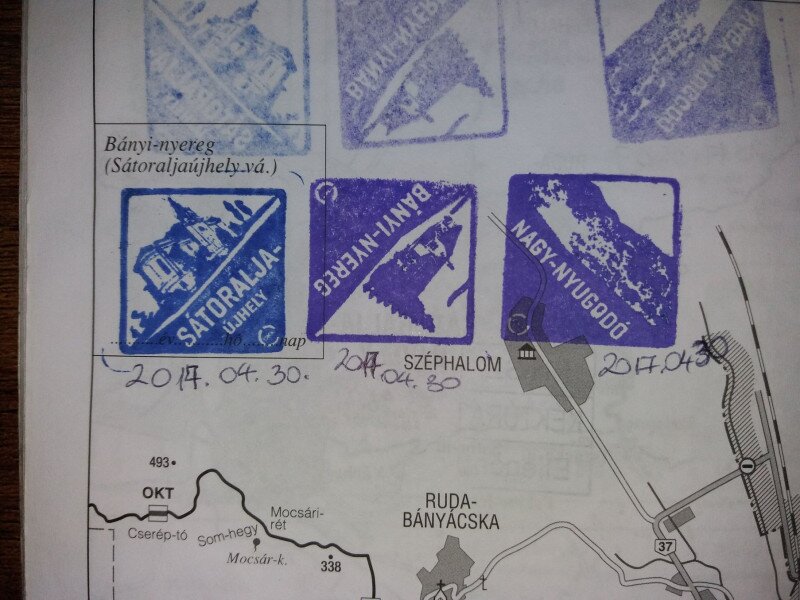 Bányi-nyereg
(Sátoraljaújhely vá.)
SÁTORALJA-
ÚJHELY
BÁNYI-NYEREG
NAGY-NYUGODÓ
év hó nap
2017. 04. 30.
2017.04.30
2017.04.30
SZÉPHALOM
493
OKT
Cserép-tó
Som-hegy
Mocsári-
rét
Mocsár-k.
338
RUDA-
BÁNYÁCSKA
37
t